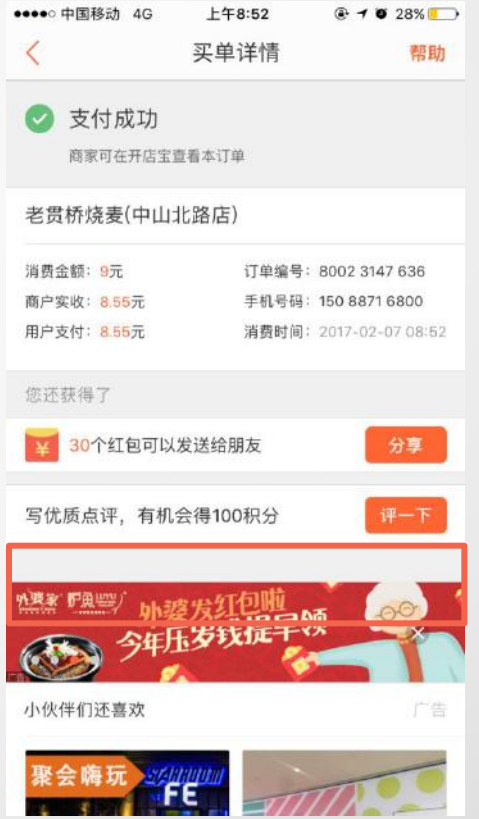 中国移动 4G 上午8:52 28%
买单详情 帮助
支付成功
商家可在开店宝查看本订单
老贯桥烧麦(中山北路店)
消费金额：9元 订单编号：8002 3147 636
商户实收：8.55元 手机号码：150 8871 6800
用户支付：8.55元 消费时间：2017-02-07 08:52
您还获得了
30个红包可以发送给朋友 分享
写优质点评，有机会得100积分 评一下
外婆家
外婆发红包啦
今年压岁钱提早领
广告
小伙伴们还喜欢 广告
聚会嗨玩
FE